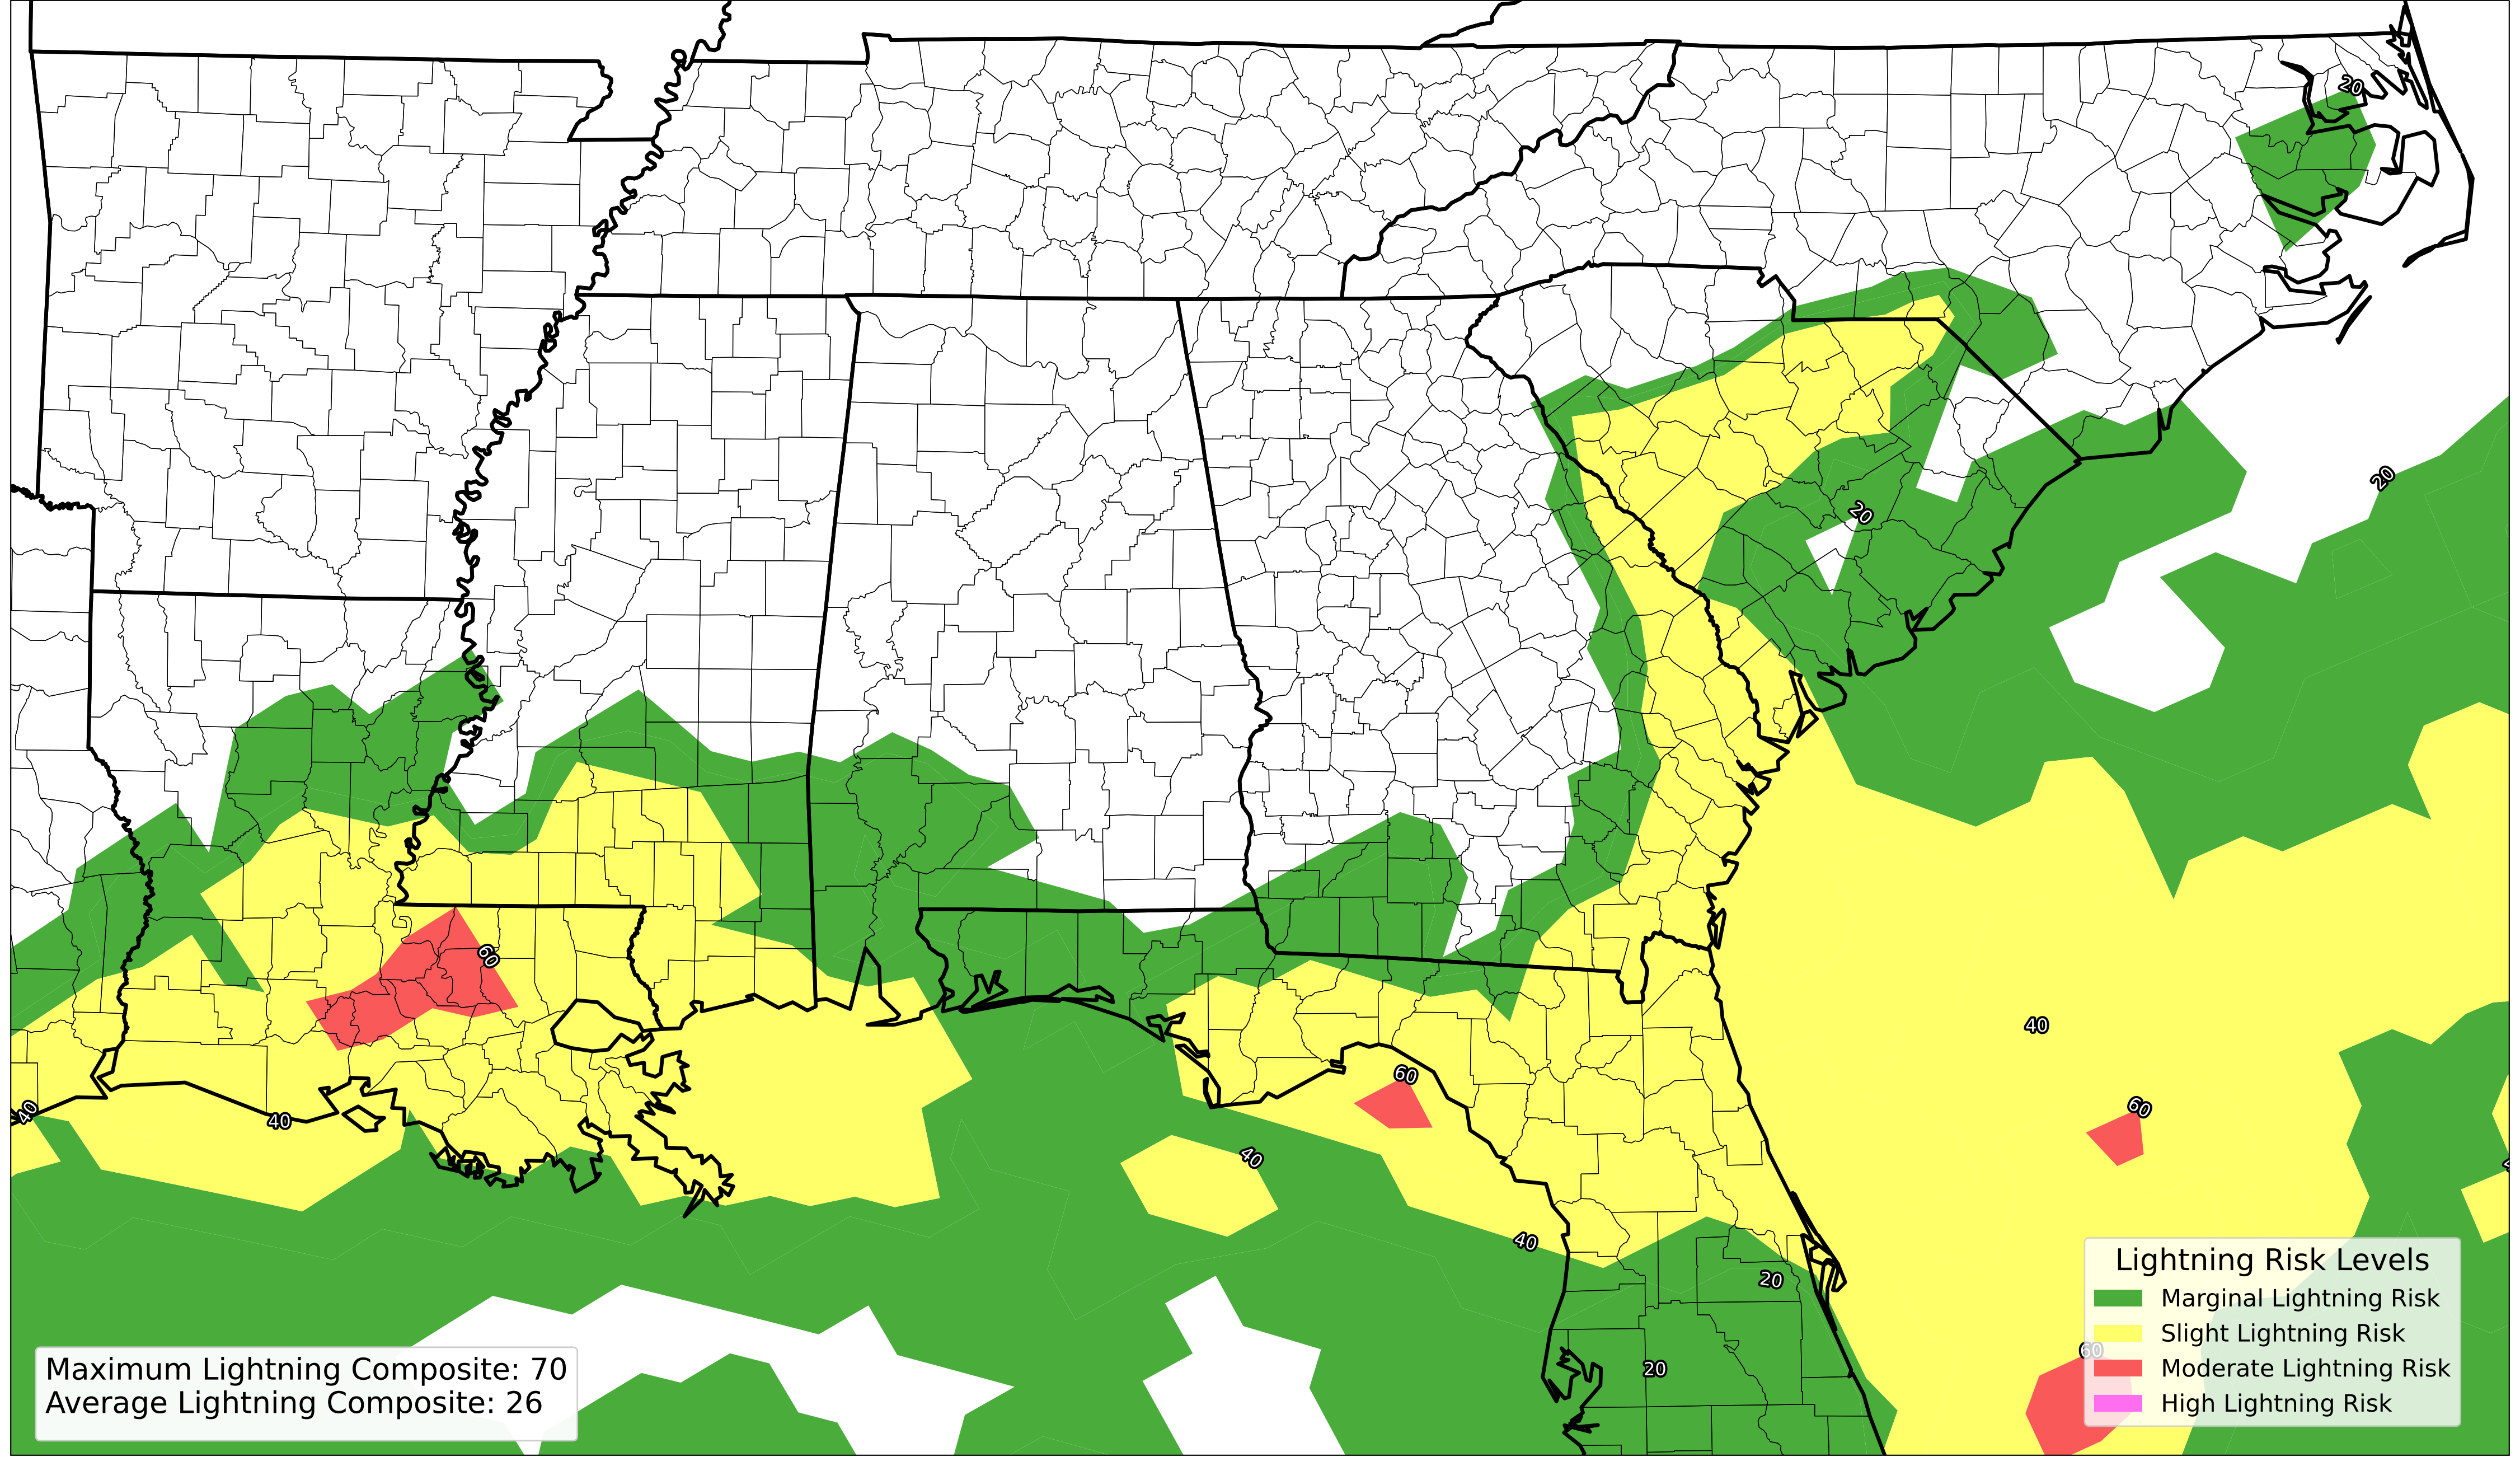 20
20
20
60
40
60
60
40
40
40
40
20
20
60
Lightning Risk Levels
Marginal Lightning Risk
Slight Lightning Risk
Moderate Lightning Risk
High Lightning Risk
Maximum Lightning Composite: 70
Average Lightning Composite: 26